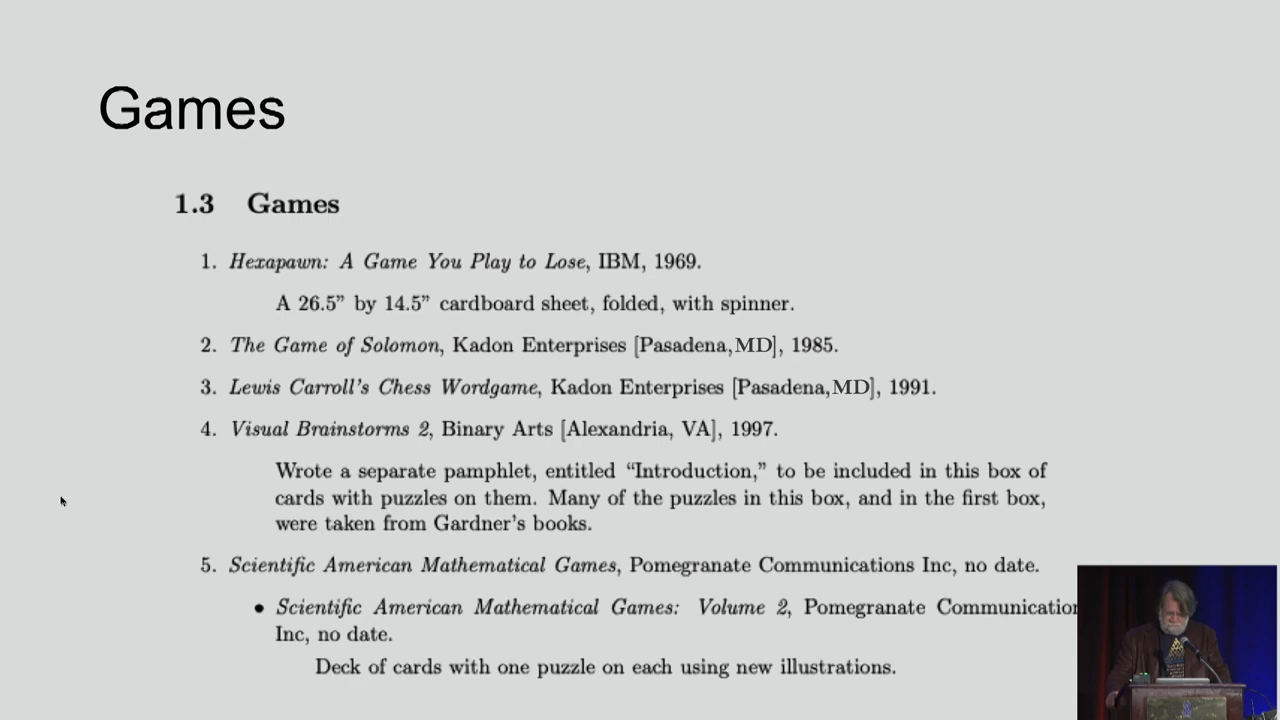 Games
1.3 Games
1. Hexapawn: A Game You Play to Lose, IBM, 1969.
A 26.5” by 14.5” cardboard sheet, folded, with spinner.
2. The Game of Solomon, Kadon Enterprises [Pasadena,MD], 1985.
3. Lewis Carroll's Chess Wordgame, Kadon Enterprises [Pasadena,MD], 1991.
4. Visual Brainstorms 2, Binary Arts [Alexandria, VA], 1997.
Wrote a separate pamphlet, entitled “Introduction,” to be included in this box of
cards with puzzles on them. Many of the puzzles in this box, and in the first box,
were taken from Gardner's books.
5. Scientific American Mathematical Games, Pomegranate Communications Inc, no date.
• Scientific American Mathematical Games: Volume 2, Pomegranate Communication
Inc, no date.
Deck of cards with one puzzle on each using new illustrations.